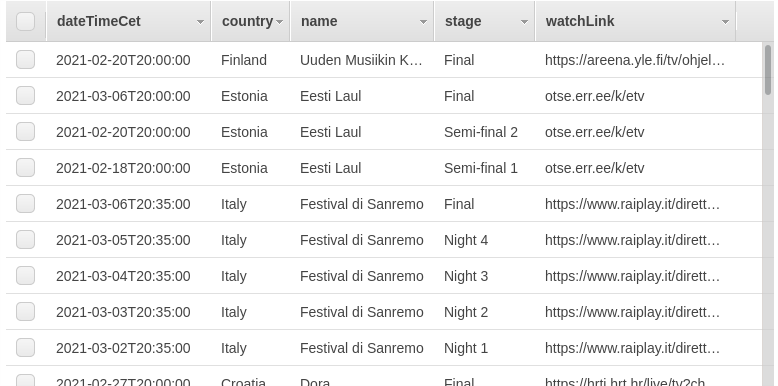 dateTimeCet country name stage watchLink
2021-02-20T20:00:00 Finland Uuden Musiikin K... Final https://areena.yle.fi/tv/ohjel...
2021-03-06T20:00:00 Estonia Eesti Laul Final otse.err.ee/k/etv
2021-02-20T20:00:00 Estonia Eesti Laul Semi-final 2 otse.err.ee/k/etv
2021-02-18T20:00:00 Estonia Eesti Laul Semi-final 1 otse.err.ee/k/etv
2021-03-06T20:35:00 Italy Festival di Sanremo Final https://www.raiplay.it/dirett...
2021-03-05T20:35:00 Italy Festival di Sanremo Night 4 https://www.raiplay.it/dirett...
2021-03-04T20:35:00 Italy Festival di Sanremo Night 3 https://www.raiplay.it/dirett...
2021-03-03T20:35:00 Italy Festival di Sanremo Night 2 https://www.raiplay.it/dirett...
2021-03-02T20:35:00 Italy Festival di Sanremo Night 1 https://www.raiplay.it/dirett...
2021-02-27T20:00:00 Croatia Dora Final https://hrti.hrt.hr/live/tv?ch...